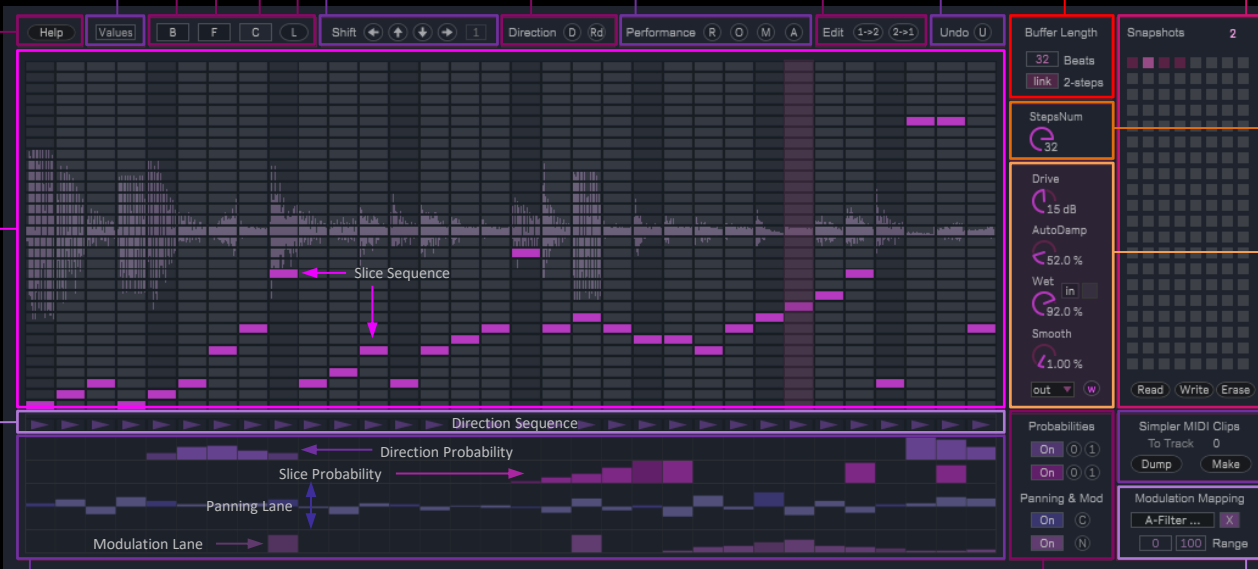 Help Values B F C L Shift 1 Direction D Rd Performance R O M A Edit 1->2 2->1 Undo U
Buffer Length
32 Beats
link 2-steps
Snapshots 2
StepsNum
32
Drive
15 dB
AutoDamp
52.0 %
Wet in
92.0 %
Smooth
1.00 %
out w
Read Write Erase
Slice Sequence
Direction Sequence
Direction Probability
Slice Probability
Panning Lane
Modulation Lane
Probabilities
On 0 1
On 0 1
Panning & Mod
On C
On N
Simpler MIDI Clips
To Track 0
Dump Make
Modulation Mapping
A-Filter ... X
0 100 Range